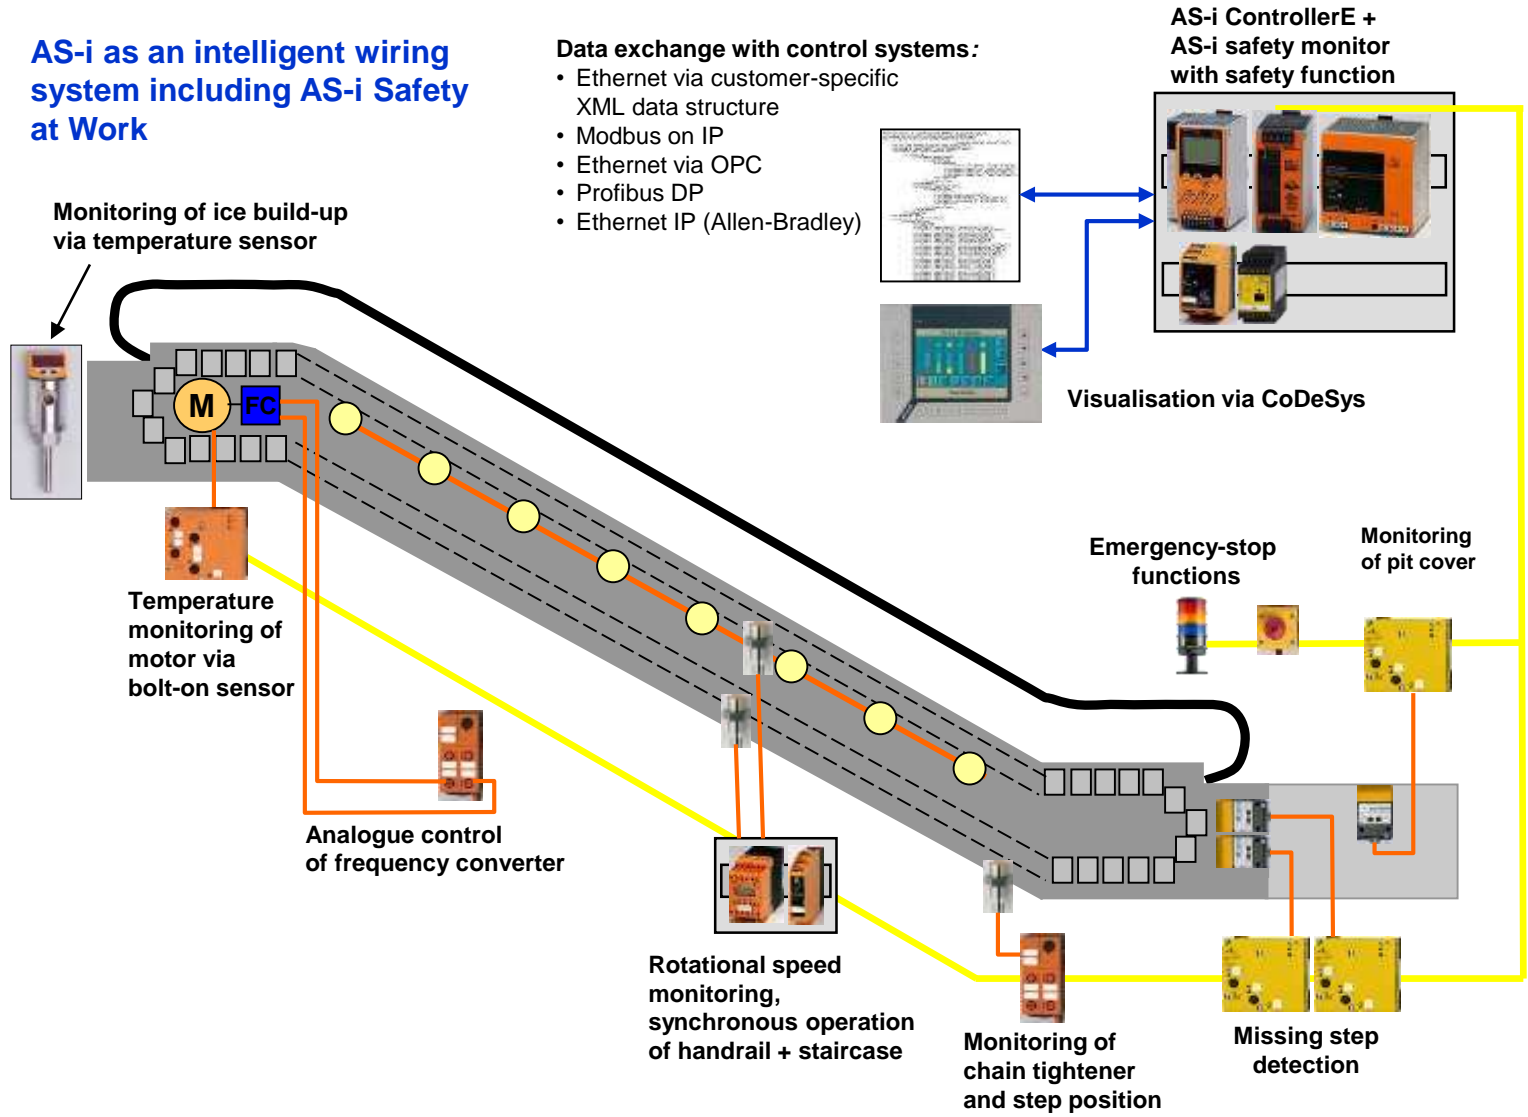 AS-i as an intelligent wiring
system including AS-i Safety
at Work
Data exchange with control systems:
• Ethernet via customer-specific
XML data structure
• Modbus on IP
• Ethernet via OPC
• Profibus DP
• Ethernet IP (Allen-Bradley)
AS-i ControllerE +
AS-i safety monitor
with safety function
Monitoring of ice build-up
via temperature sensor
Visualisation via CoDeSys
M
FC
Emergency-stop
functions
Monitoring
of pit cover
Temperature
monitoring of
motor via
bolt-on sensor
Analogue control
of frequency converter
Rotational speed
monitoring,
synchronous operation
of handrail + staircase
Monitoring of
chain tightener
and step position
Missing step
detection